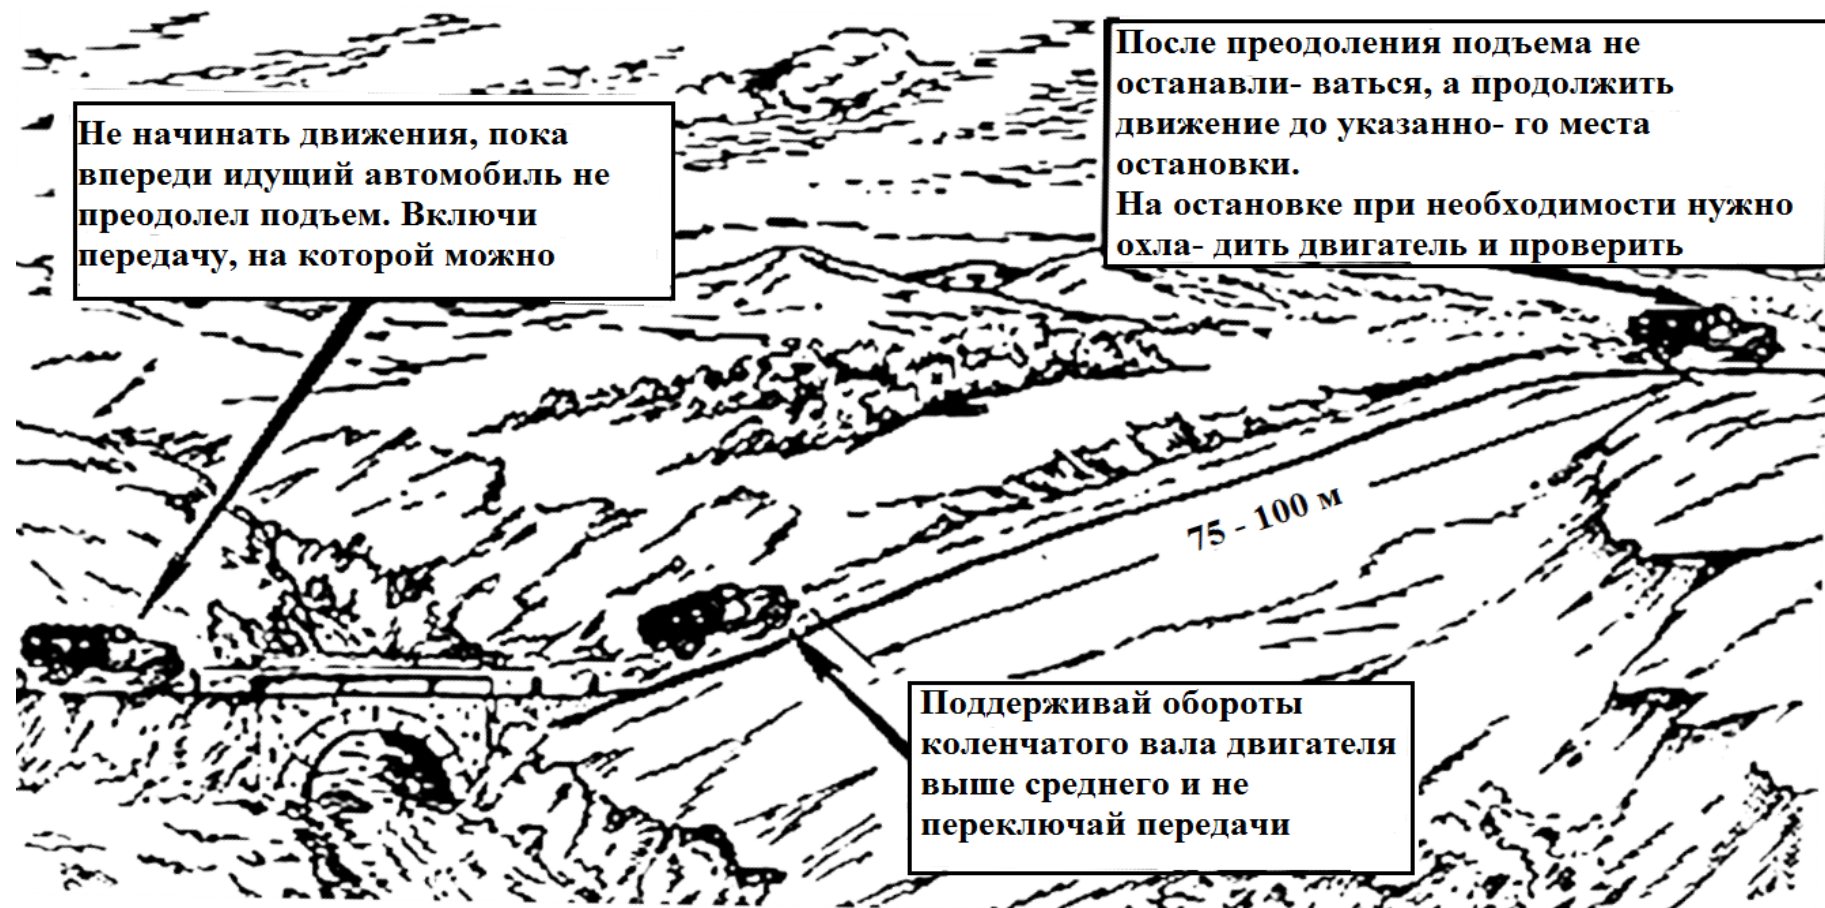 Не начинать движения, пока
впереди идущий автомобиль не
преодолел подъем. Включи
передачу, на которой можно
После преодоления подъема не
останавли- ваться, а продолжить
движение до указанно- го места
остановки.
На остановке при необходимости нужно
охла- дить двигатель и проверить
75 - 100 м
Поддерживай обороты
коленчатого вала двигателя
выше среднего и не
переключай передачи